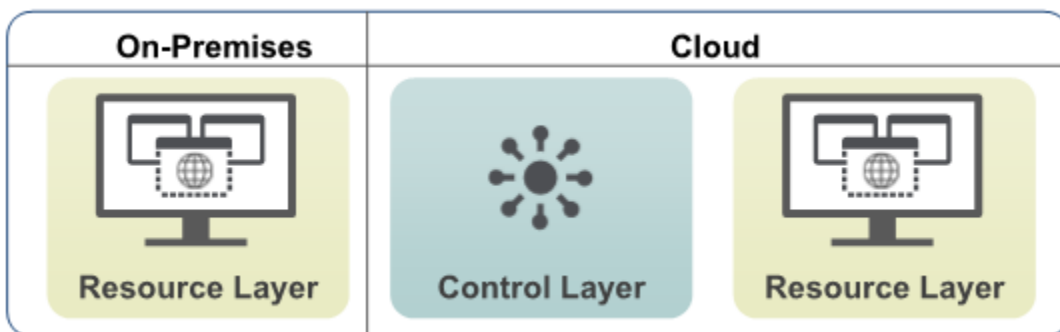 On-Premises
Cloud
Resource Layer
Control Layer
Resource Layer